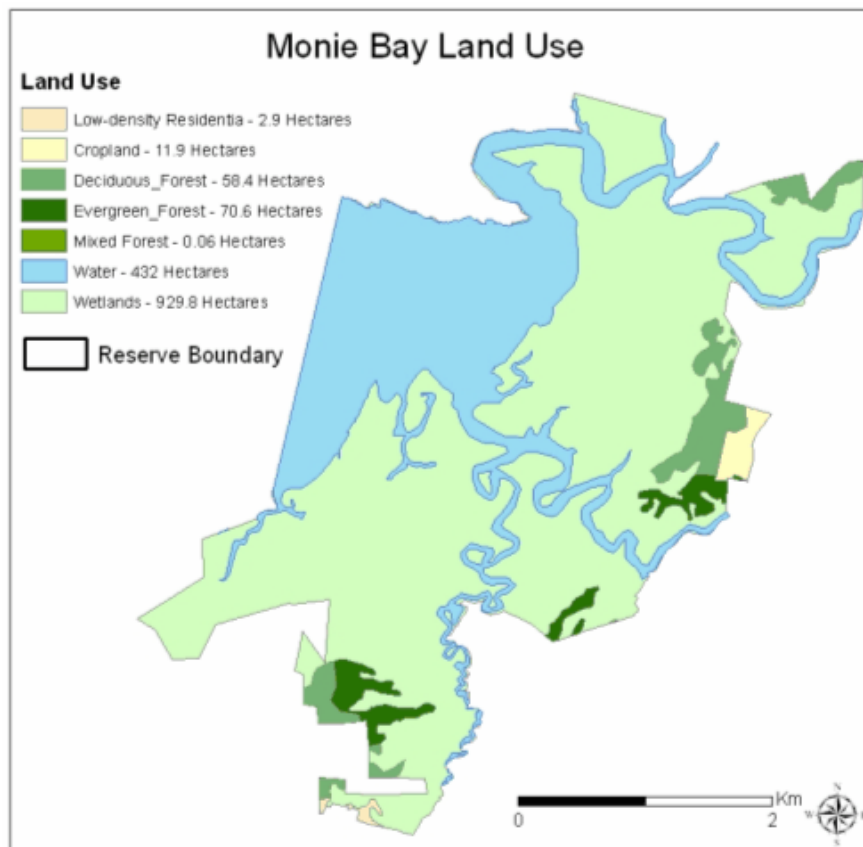 Monie Bay Land Use
Land Use
Low-density Residentia - 2.9 Hectares
Cropland - 11.9 Hectares
Deciduous_Forest - 58.4 Hectares
Evergreen_Forest - 70.6 Hectares
Mixed Forest - 0.06 Hectares
Water - 432 Hectares
Wetlands - 929.8 Hectares
Reserve Boundary
Km
0 2
N
W
S